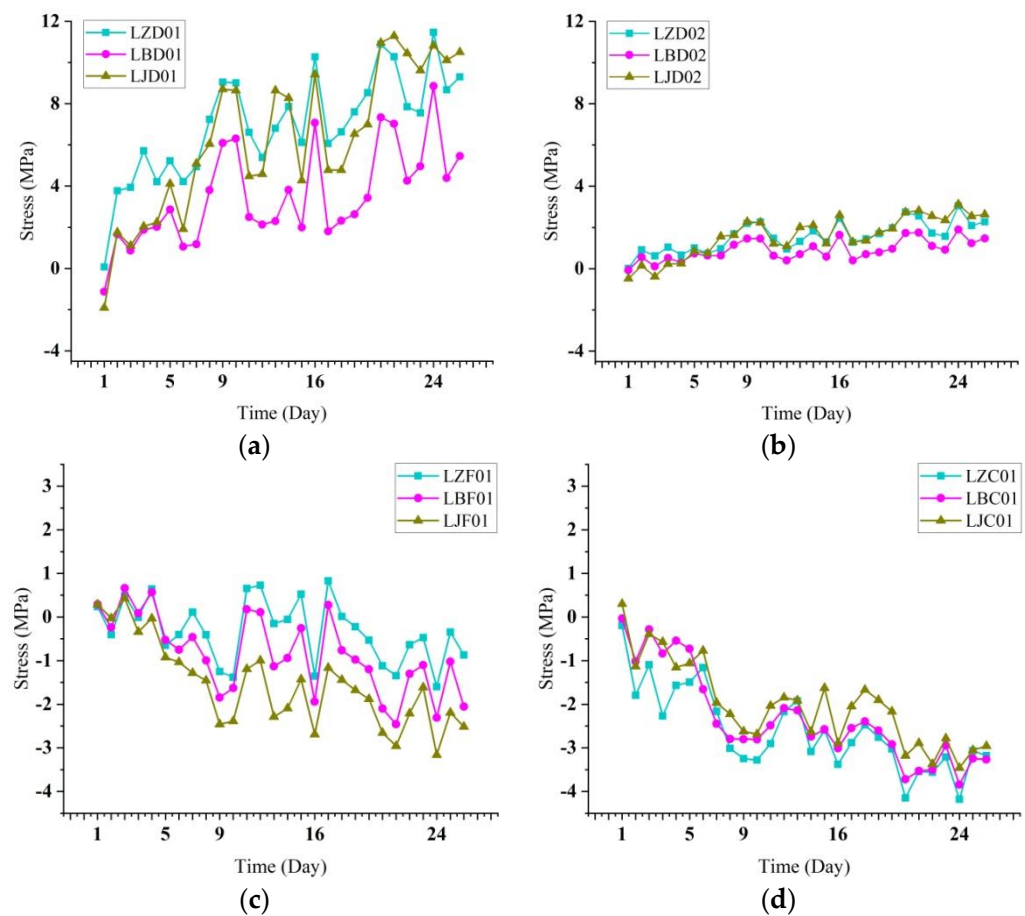 12
8
4
0
-4
Stress (MPa)
LZD01
LBD01
LJD01
1 5 9 16 24
Time (Day)
(a)
12
8
4
0
-4
Stress (MPa)
LZD02
LBD02
LJD02
1 5 9 16 24
Time (Day)
(b)
3
2
1
0
-1
-2
-3
-4
Stress (MPa)
LZF01
LBF01
LJF01
1 5 9 16 24
Time (Day)
(c)
3
2
1
0
-1
-2
-3
-4
Stress (MPa)
LZC01
LBC01
LJC01
1 5 9 16 24
Time (Day)
(d)